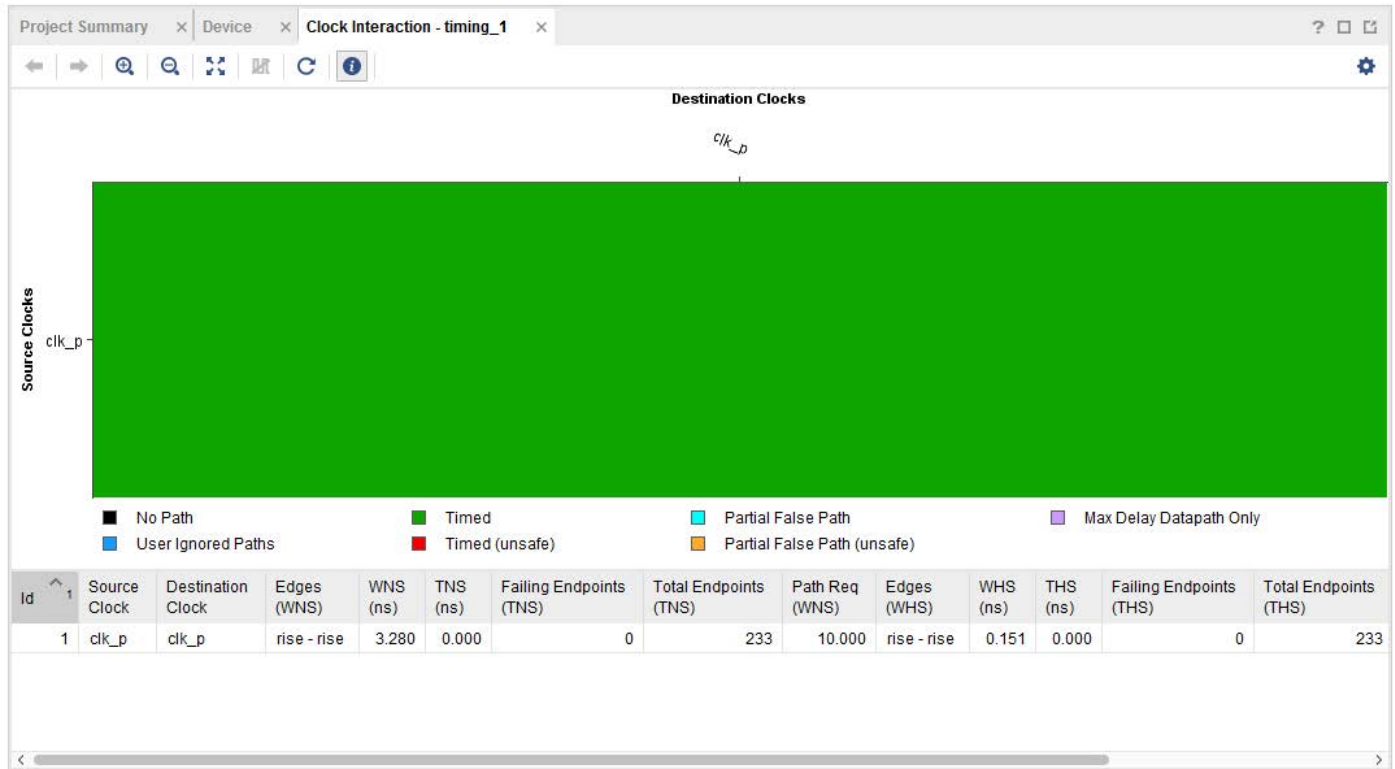 Project Summary × Device × Clock Interaction - timing_1 ×
Destination Clocks
clk_p
Source Clocks
clk_p
No Path Timed Partial False Path Max Delay Datapath Only
User Ignored Paths Timed (unsafe) Partial False Path (unsafe)
Id 1 Source Clock Destination Clock Edges (WNS) WNS (ns) TNS (ns) Failing Endpoints (TNS) Total Endpoints (TNS) Path Req (WNS) Edges (WHS) WHS (ns) THS (ns) Failing Endpoints (THS) Total Endpoints (THS)
1 clk_p clk_p rise - rise 3.280 0.000 0 233 10.000 rise - rise 0.151 0.000 0 233